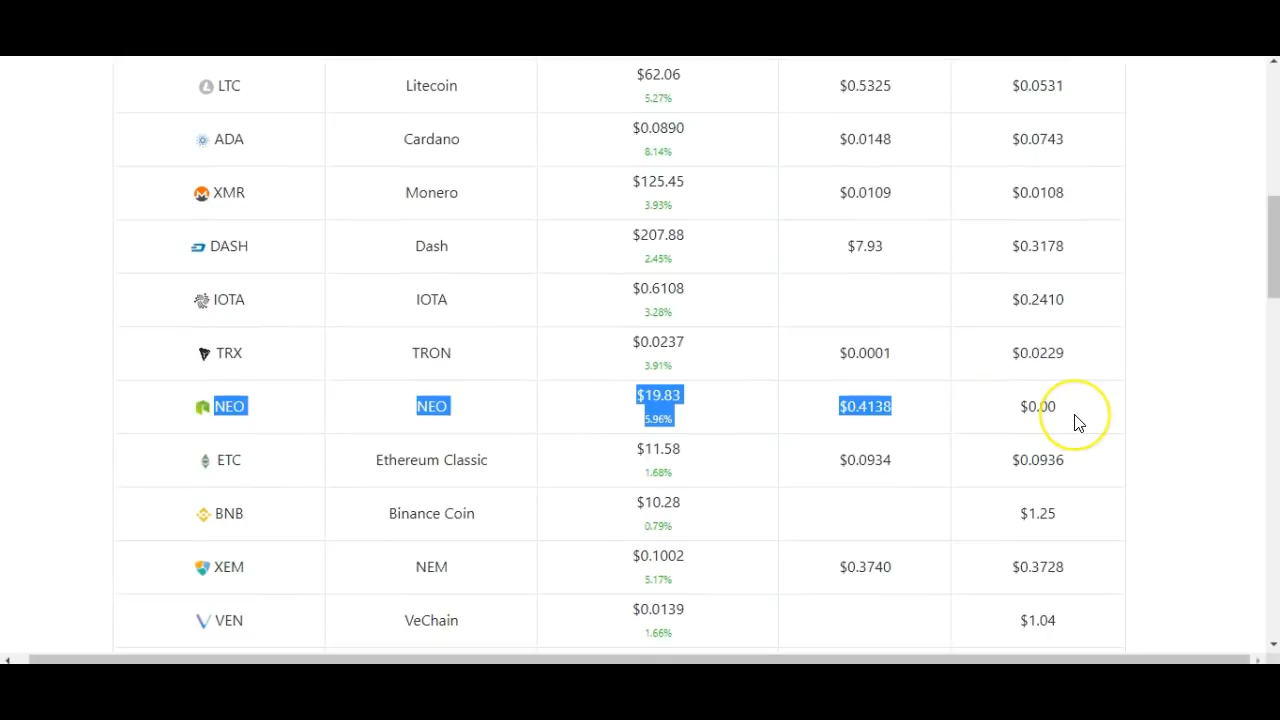 LTC Litecoin $62.06 $0.5325 $0.0531
5.27%
ADA Cardano $0.0890 $0.0148 $0.0743
8.14%
XMR Monero $125.45 $0.0109 $0.0108
3.93%
DASH Dash $207.88 $7.93 $0.3178
2.45%
IOTA IOTA $0.6108 $0.2410
3.28%
TRX TRON $0.0237 $0.0001 $0.0229
3.91%
NEO NEO $19.83 $0.4138 $0.00
5.96%
ETC Ethereum Classic $11.58 $0.0934 $0.0936
1.68%
BNB Binance Coin $10.28 $1.25
0.79%
XEM NEM $0.1002 $0.3740 $0.3728
5.17%
VEN VeChain $0.0139 $1.04
1.66%